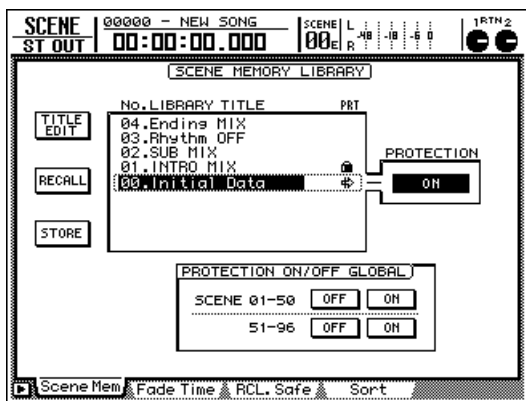 SCENE
ST OUT
00000 - NEW SONG
00:00:00.000
SCENE
00E
L
R
-48 -18 -6 0
1RTN2
SCENE MEMORY LIBRARY
No.LIBRARY TITLE PRT
04.Ending MIX
03.Rhythm OFF
02.SUB MIX
01.INTRO MIX
00.Initial Data
TITLE
EDIT
RECALL
STORE
PROTECTION
ON
PROTECTION ON/OFF GLOBAL
SCENE 01-50 OFF ON
51-96 OFF ON
Scene Mem Fade Time RCL. Safe Sort